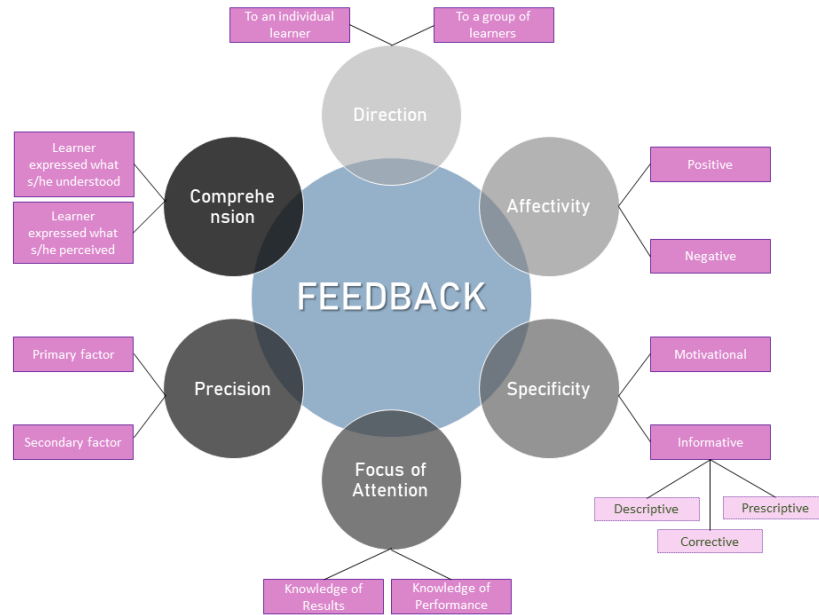 To an individual
learner
To a group of
learners
Direction
Learner
expressed what
s/he understood
Learner
expressed what
s/he perceived
Comprehe
nsion
Affectivity
Positive
Negative
FEEDBACK
Primary factor
Secondary factor
Precision
Specificity
Motivational
Informative
Descriptive
Prescriptive
Corrective
Focus of
Attention
Knowledge of
Results
Knowledge of
Performance